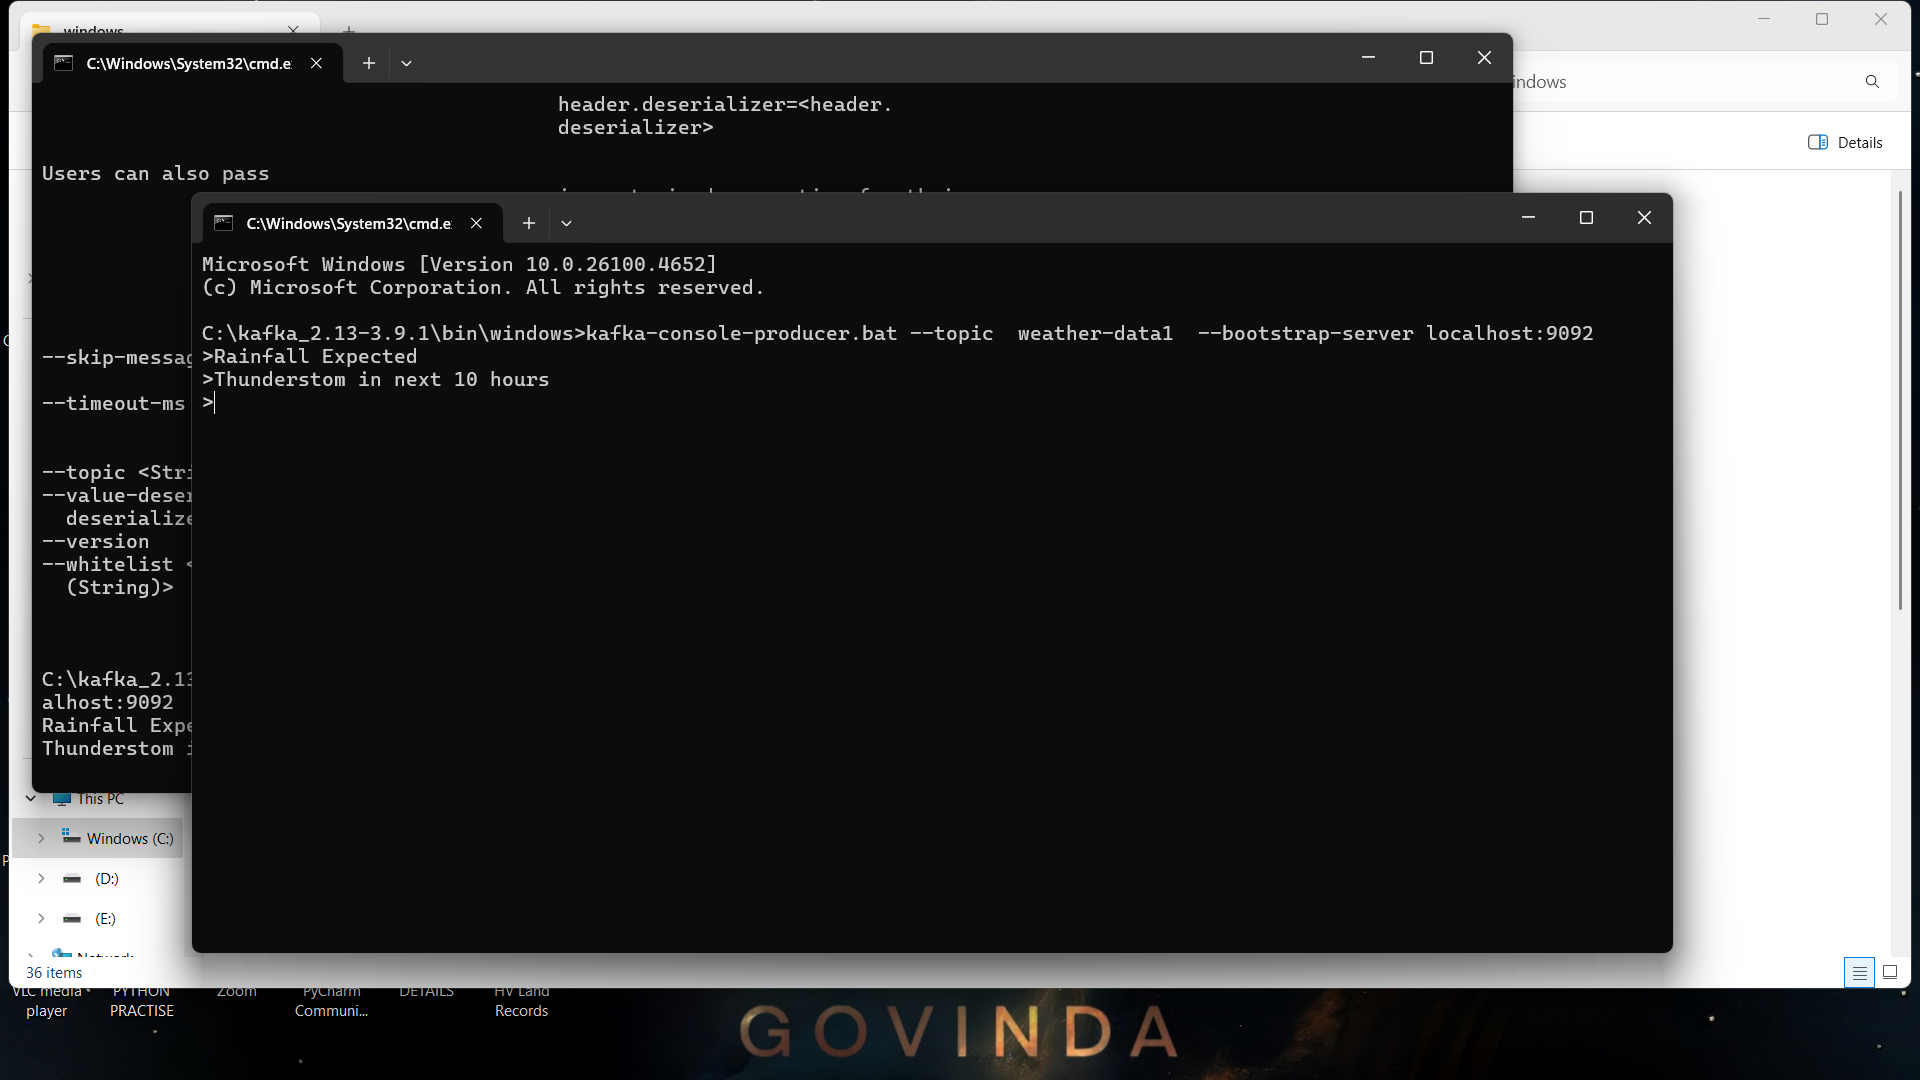 windows
C:\Windows\System32\cmd.e
indows
Details
header.deserializer=<header.
deserializer>
Users can also pass
--skip-messag
--timeout-ms
--topic <Stri
--value-deser
deserialize
--version
--whitelist <
(String)>
C:\kafka_2.13
alhost:9092
Rainfall Expe
Thunderstom i
C:\Windows\System32\cmd.e
Microsoft Windows [Version 10.0.26100.4652]
(c) Microsoft Corporation. All rights reserved.
C:\kafka_2.13-3.9.1\bin\windows>kafka-console-producer.bat --topic  weather-data1  --bootstrap-server localhost:9092
>Rainfall Expected
>Thunderstom in next 10 hours
>
This PC
Windows (C:)
(D:)
(E:)
Network
36 items
VLC media player
PYTHON PRACTISE
Zoom
PyCharm Communi...
DETAILS
HV Land Records
GOVINDA